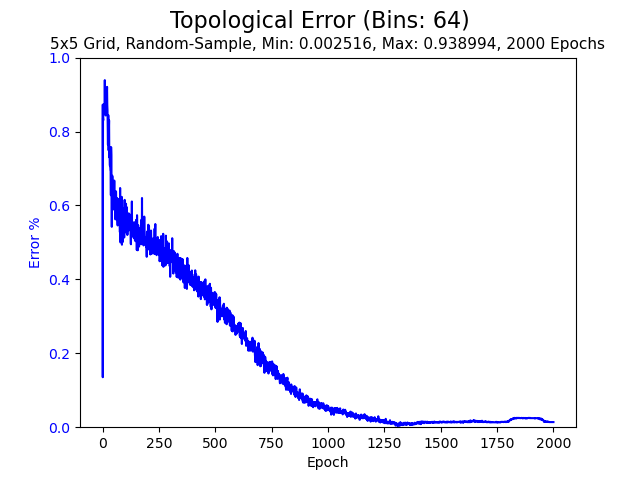 Topological Error (Bins: 64)
5x5 Grid, Random-Sample, Min: 0.002516, Max: 0.938994, 2000 Epochs
1.0
0.8
0.6
0.4
0.2
0.0
Error %
0 250 500 750 1000 1250 1500 1750 2000
Epoch